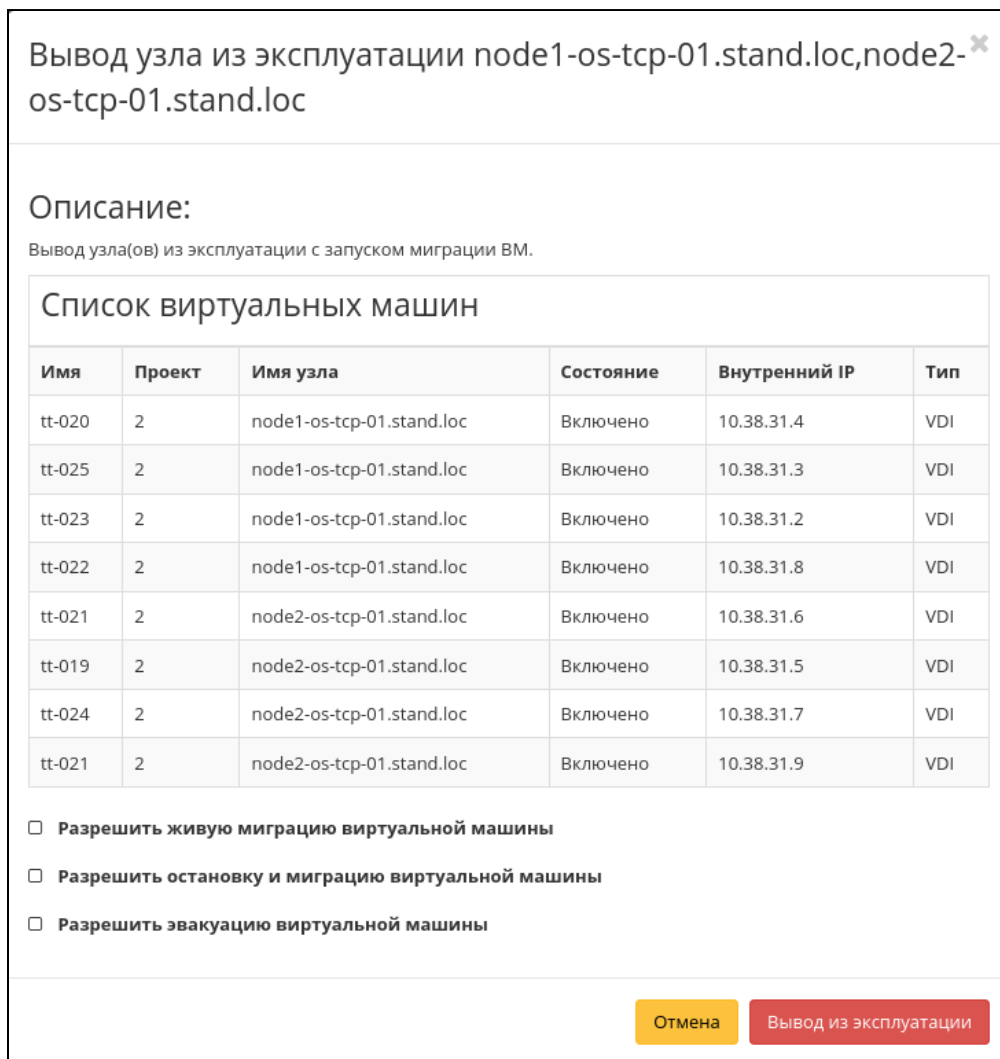 Вывод узла из эксплуатации node1-os-tcp-01.stand.loc,node2-
os-tcp-01.stand.loc
Описание:
Вывод узла(ов) из эксплуатации с запуском миграции ВМ.
Список виртуальных машин
Имя Проект Имя узла Состояние Внутренний IP Тип
tt-020 2 node1-os-tcp-01.stand.loc Включено 10.38.31.4 VDI
tt-025 2 node1-os-tcp-01.stand.loc Включено 10.38.31.3 VDI
tt-023 2 node1-os-tcp-01.stand.loc Включено 10.38.31.2 VDI
tt-022 2 node1-os-tcp-01.stand.loc Включено 10.38.31.8 VDI
tt-021 2 node2-os-tcp-01.stand.loc Включено 10.38.31.6 VDI
tt-019 2 node2-os-tcp-01.stand.loc Включено 10.38.31.5 VDI
tt-024 2 node2-os-tcp-01.stand.loc Включено 10.38.31.7 VDI
tt-021 2 node2-os-tcp-01.stand.loc Включено 10.38.31.9 VDI
Разрешить живую миграцию виртуальной машины
Разрешить остановку и миграцию виртуальной машины
Разрешить эвакуацию виртуальной машины
Отмена Вывод из эксплуатации